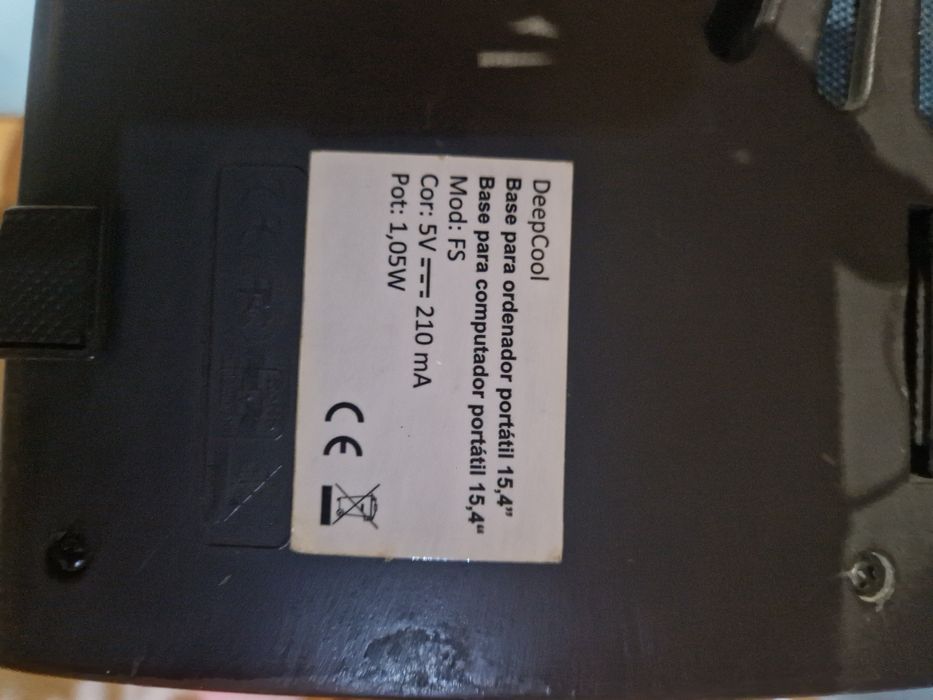 DeepCool
Base para ordenador portátil 15,4”
Base para computador portátil 15,4“
Mod: FS
Cor: 5V 210 mA
Pot: 1,05W
CE